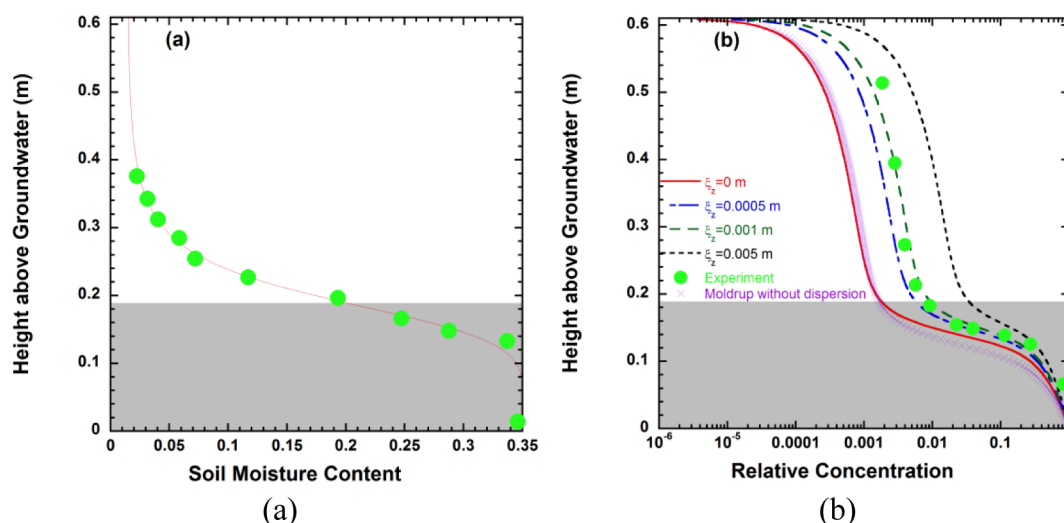 (a)
Height above Groundwater (m)
0.6
0.5
0.4
0.3
0.2
0.1
0
0 0.05 0.1 0.15 0.2 0.25 0.3 0.35
Soil Moisture Content
(a)
(b)
Height above Groundwater (m)
0.6
0.5
0.4
0.3
0.2
0.1
0
ξz=0 m
ξz=0.0005 m
ξz=0.001 m
ξz=0.005 m
Experiment
Moldrup without dispersion
10⁻⁶ 10⁻⁵ 0.0001 0.001 0.01 0.1
Relative Concentration
(b)